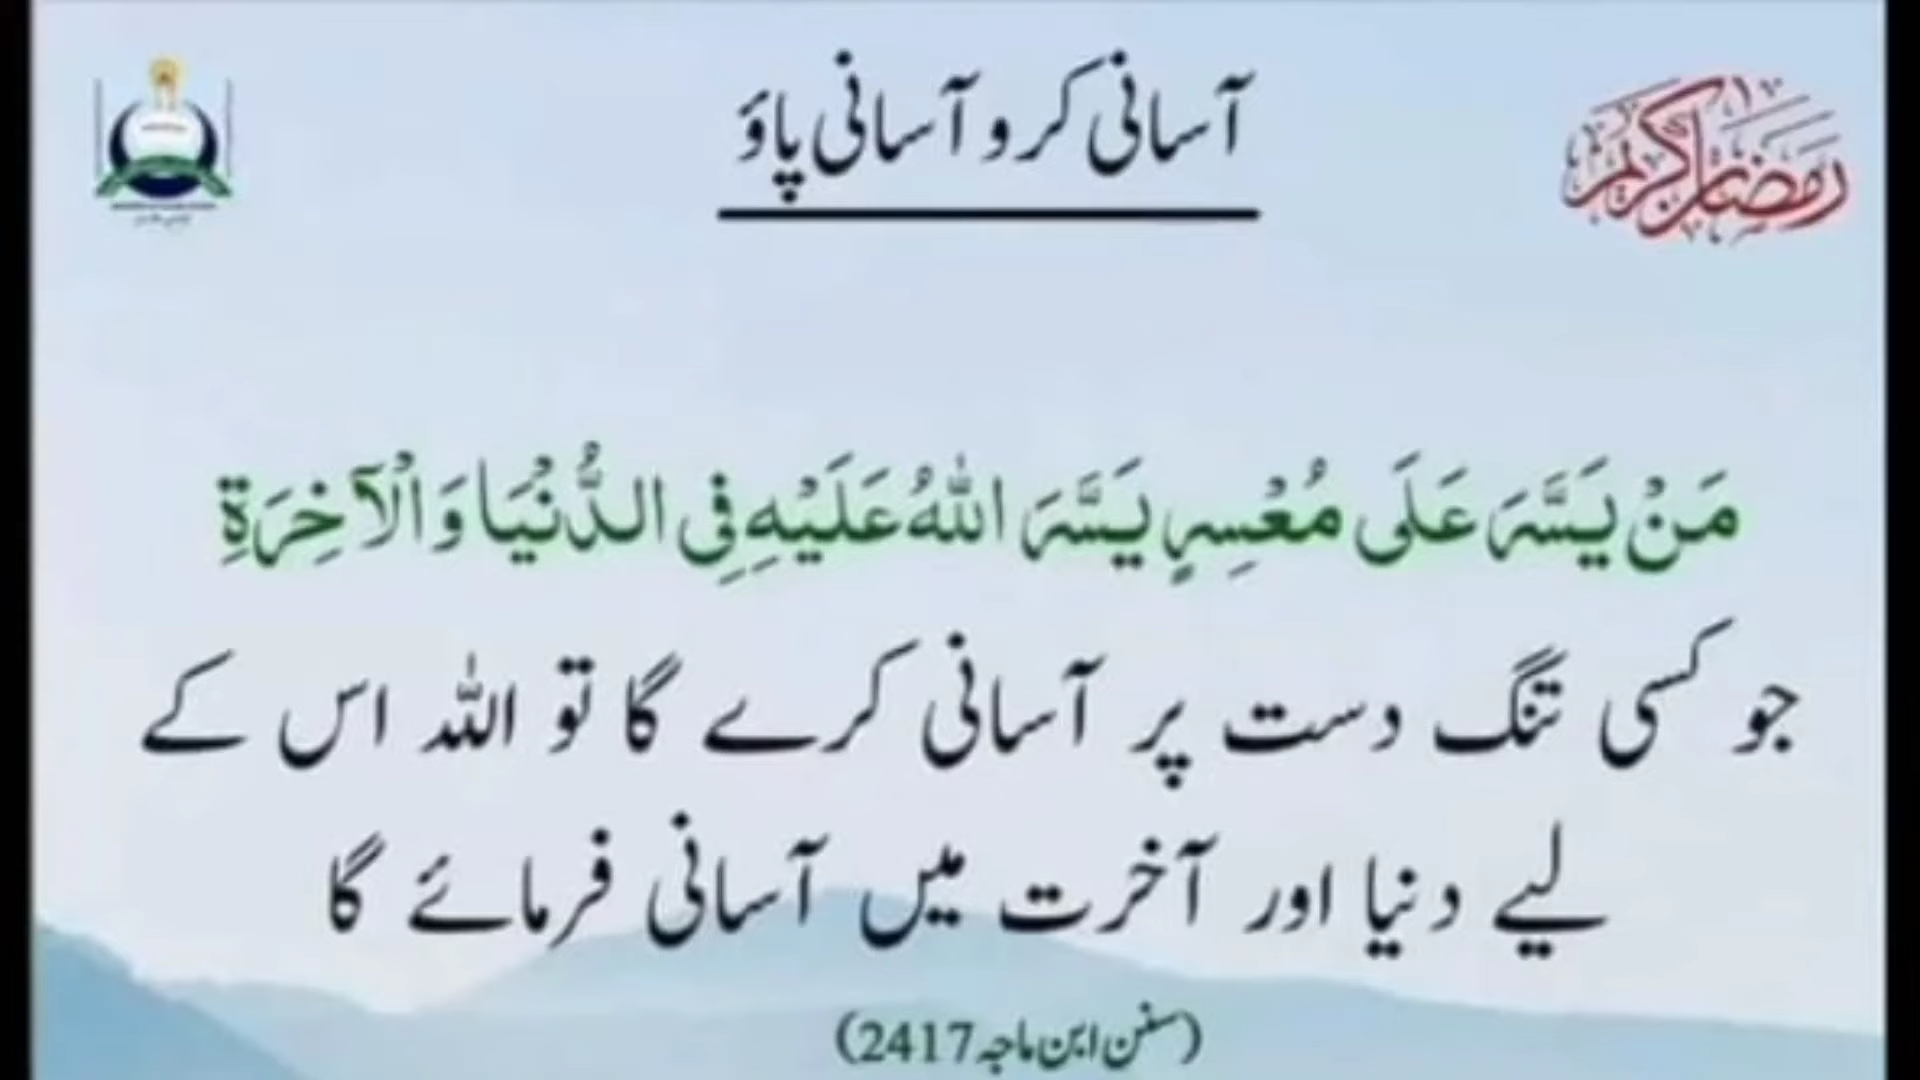 آسانی کرو آسانی پاؤ
رمضان كريم
مَنْ يَسَّرَ عَلَى مُعْسِرٍ يَسَّرَ اللهُ عَلَيْهِ فِي الدُّنْيَا وَالْآخِرَةِ
جو کسی تنگ دست پر آسانی کرے گا تو اللہ اس کے
لیے دنیا اور آخرت میں آسانی فرمائے گا
(سنن ابن ماجہ 2417)